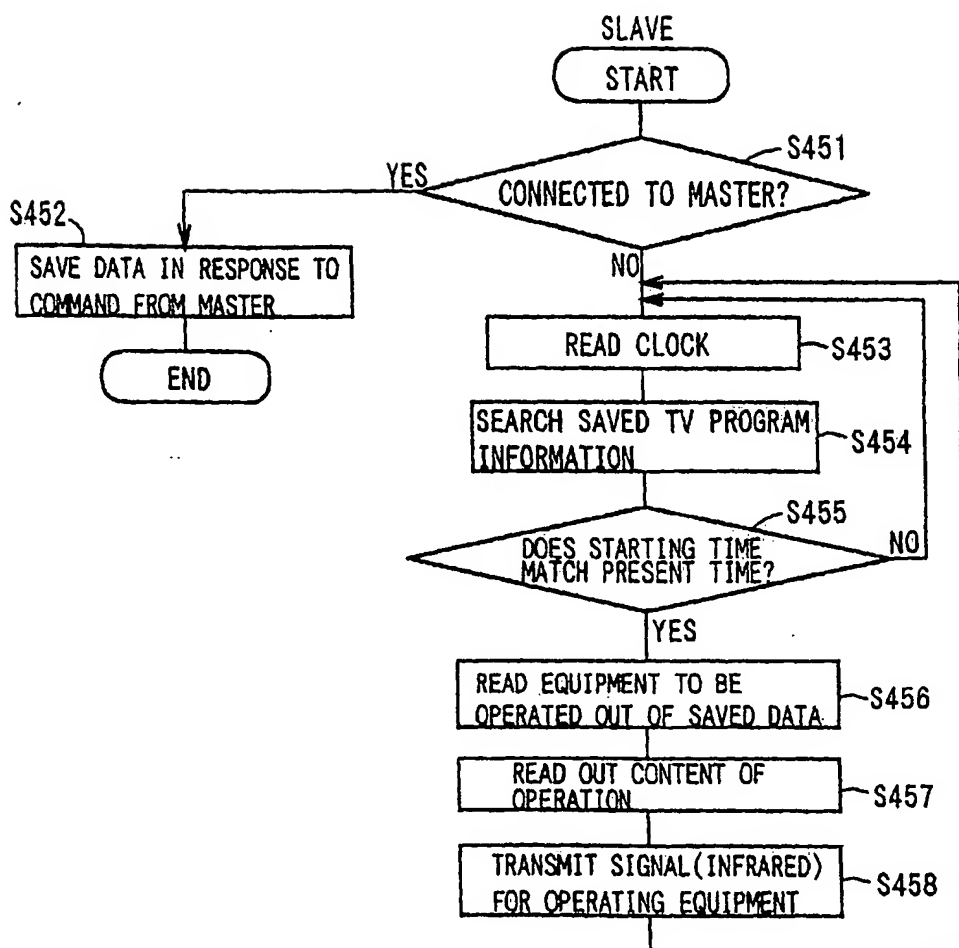 SLAVE
START
S451
YES
CONNECTED TO MASTER?
S452
NO
SAVE DATA IN RESPONSE TO
COMMAND FROM MASTER
READ CLOCK
S453
END
SEARCH SAVED TV PROGRAM
INFORMATION
S454
S455
NO
DOES STARTING TIME
MATCH PRESENT TIME?
YES
READ EQUIPMENT TO BE
OPERATED OUT OF SAVED DATA
S456
READ OUT CONTENT OF
OPERATION
S457
TRANSMIT SIGNAL(INFRARED)
FOR OPERATING EQUIPMENT
S458